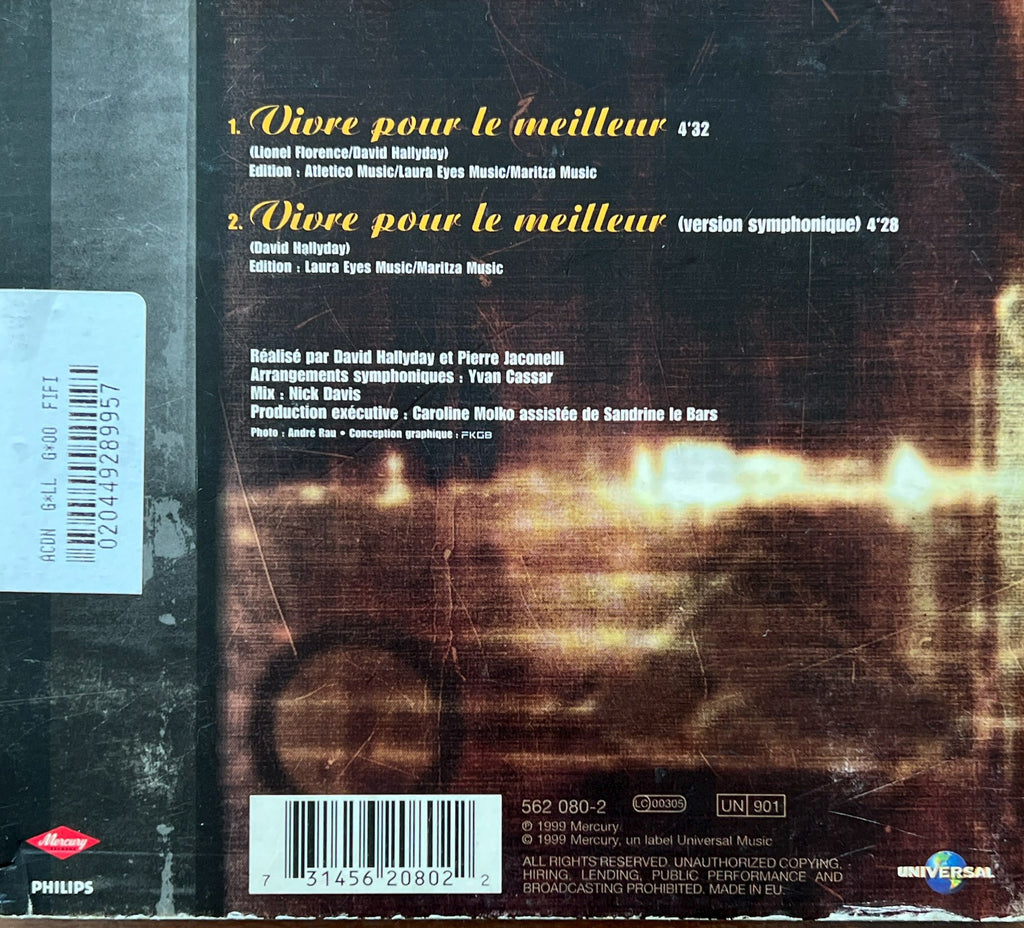 1. Vivre pour le meilleur 4'32
(Lionel Florence/David Hallyday)
Edition : Atletico Music/Laura Eyes Music/Maritza Music
2. Vivre pour le meilleur (version symphonique) 4'28
(David Hallyday)
Edition : Laura Eyes Music/Maritza Music
Réalisé par David Hallyday et Pierre Jaconelli
Arrangements symphoniques : Yvan Cassar
Mix : Nick Davis
Production exécutive : Caroline Molko assistée de Sandrine le Bars
Photo : André Rau • Conception graphique : FKGB
ACDN G*LL G*00 FIFI
020449289957
562 080-2 LC 00305 UN 901
℗ 1999 Mercury
© 1999 Mercury, un label Universal Music
ALL RIGHTS RESERVED. UNAUTHORIZED COPYING,
HIRING, LENDING, PUBLIC PERFORMANCE AND
BROADCASTING PROHIBITED. MADE IN EU.
7 31456 20802 2
Mercury
PHILIPS
UNIVERSAL